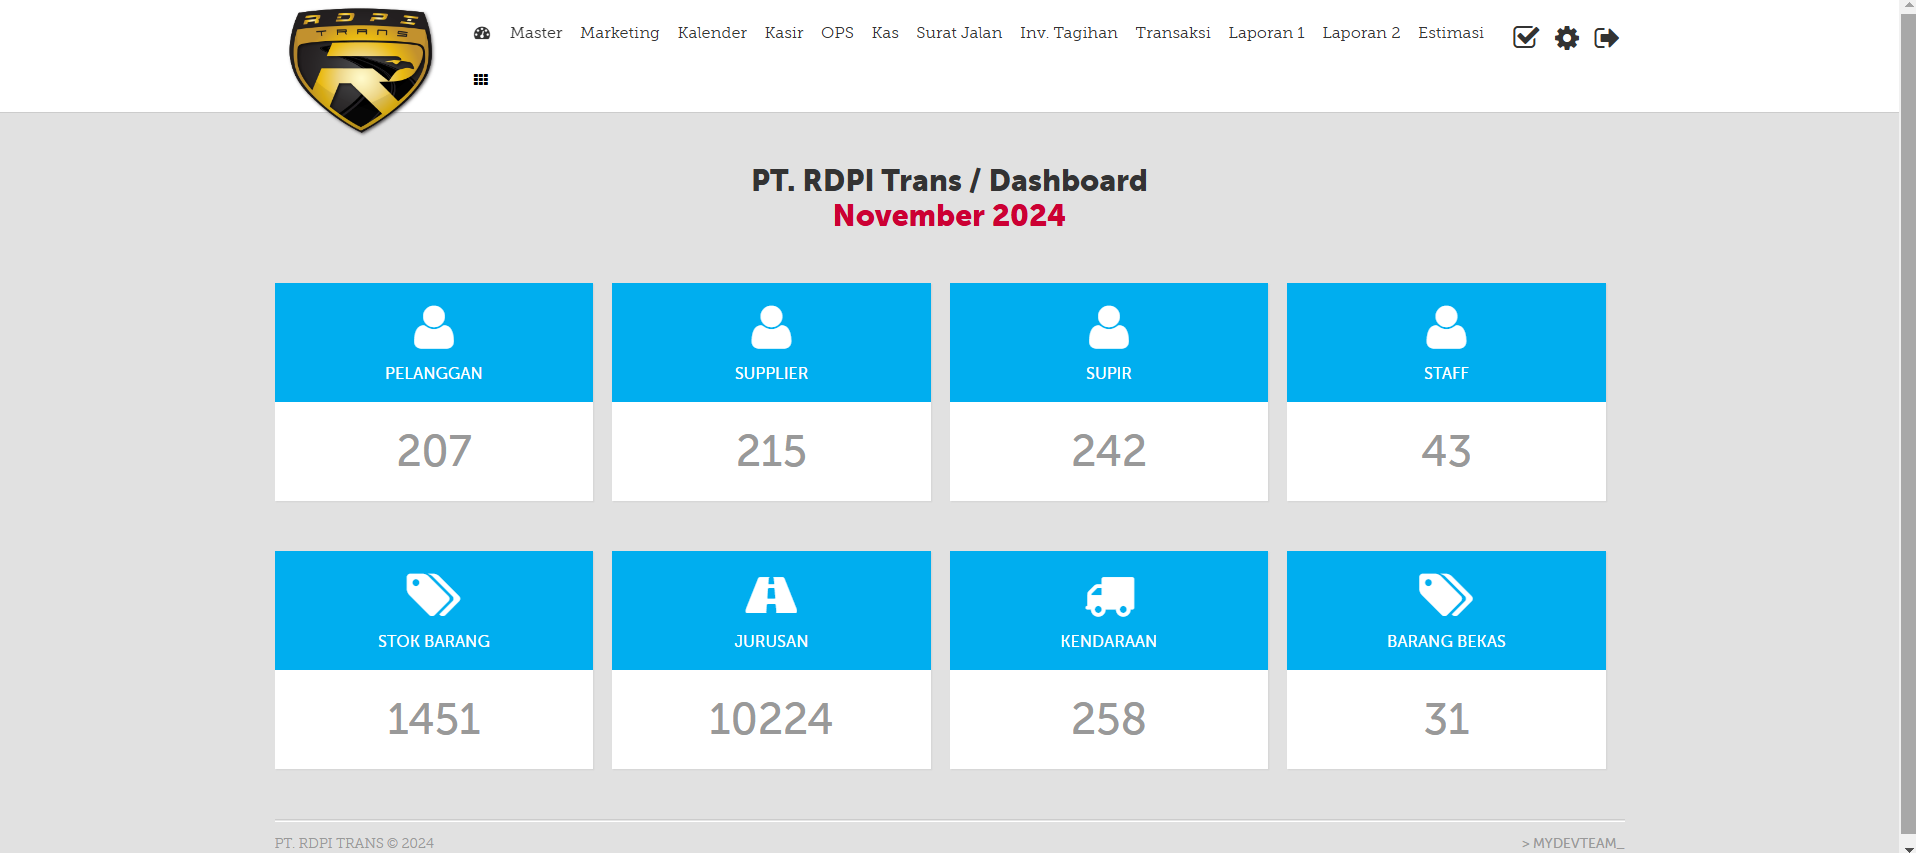 RDPI
TRANS
Master Marketing Kalender Kasir OPS Kas Surat Jalan Inv. Tagihan Transaksi Laporan 1 Laporan 2 Estimasi
PT. RDPI Trans / Dashboard
November 2024
PELANGGAN SUPPLIER SUPIR STAFF
207 215 242 43
STOK BARANG JURUSAN KENDARAAN BARANG BEKAS
1451 10224 258 31
PT. RDPI TRANS © 2024 > MYDEVTEAM_